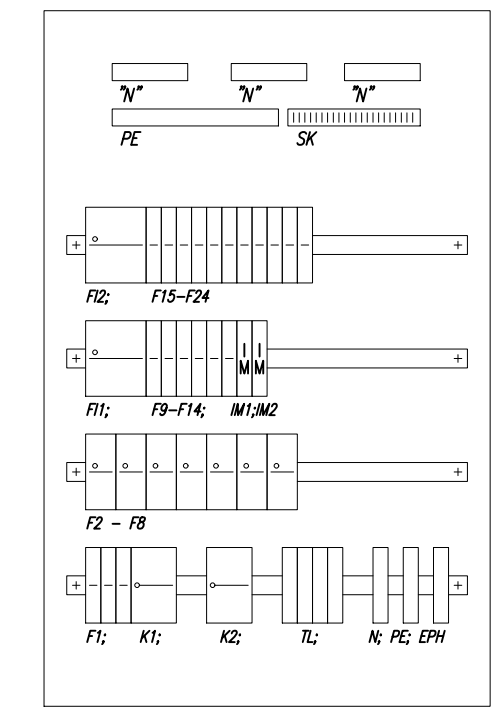 "N" "N" "N"
PE SK
FI2; F15-F24
FI1; F9-F14; IM1;IM2
F2 - F8
F1; K1; K2; TL; N; PE; EPH